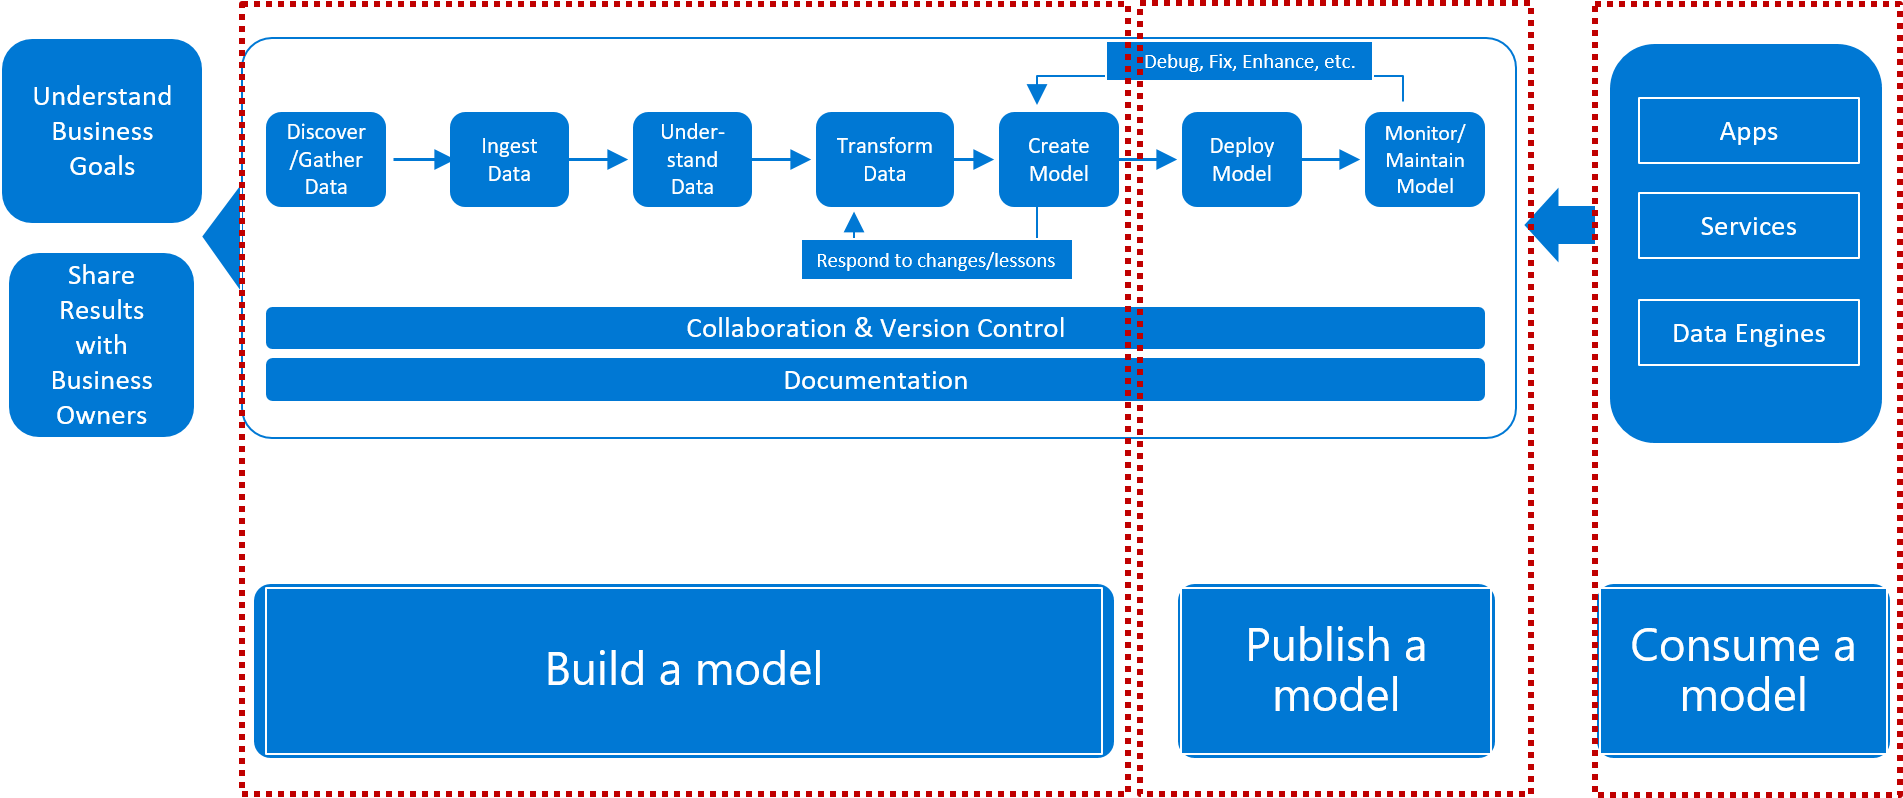 Understand
Business
Goals
Share
Results
with
Business
Owners
Debug, Fix, Enhance, etc.
Discover
/Gather
Data
Ingest
Data
Under-
stand
Data
Transform
Data
Create
Model
Deploy
Model
Monitor/
Maintain
Model
Respond to changes/lessons
Collaboration & Version Control
Documentation
Apps
Services
Data Engines
Build a model
Publish a
model
Consume a
model